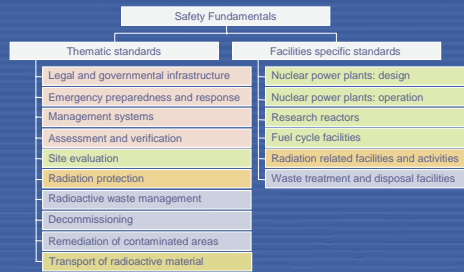 Safety Fundamentals
Thematic standards
Legal and governmental infrastructure
Emergency preparedness and response
Management systems
Assessment and verification
Site evaluation
Radiation protection
Radioactive waste management
Decommissioning
Remediation of contaminated areas
Transport of radioactive material
Facilities specific standards
Nuclear power plants: design
Nuclear power plants: operation
Research reactors
Fuel cycle facilities
Radiation related facilities and activities
Waste treatment and disposal facilities